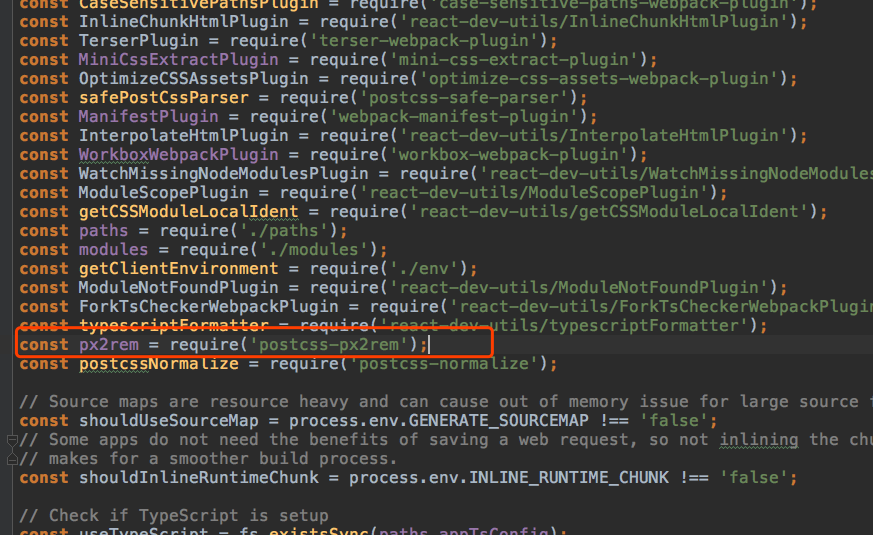 const CaseSensitivePathsPlugin = require('case-sensitive-paths-webpack-plugin');
const InlineChunkHtmlPlugin = require('react-dev-utils/InlineChunkHtmlPlugin');
const TerserPlugin = require('terser-webpack-plugin');
const MiniCssExtractPlugin = require('mini-css-extract-plugin');
const OptimizeCSSAssetsPlugin = require('optimize-css-assets-webpack-plugin');
const safePostCssParser = require('postcss-safe-parser');
const ManifestPlugin = require('webpack-manifest-plugin');
const InterpolateHtmlPlugin = require('react-dev-utils/InterpolateHtmlPlugin');
const WorkboxWebpackPlugin = require('workbox-webpack-plugin');
const WatchMissingNodeModulesPlugin = require('react-dev-utils/WatchMissingNodeModules
const ModuleScopePlugin = require('react-dev-utils/ModuleScopePlugin');
const getCSSModuleLocalIdent = require('react-dev-utils/getCSSModuleLocalIdent');
const paths = require('./paths');
const modules = require('./modules');
const getClientEnvironment = require('./env');
const ModuleNotFoundPlugin = require('react-dev-utils/ModuleNotFoundPlugin');
const ForkTsCheckerWebpackPlugin = require('react-dev-utils/ForkTsCheckerWebpackPlugin
const typescriptFormatter = require('react-dev-utils/typescriptFormatter');
const px2rem = require('postcss-px2rem');
const postcssNormalize = require('postcss-normalize');
// Source maps are resource heavy and can cause out of memory issue for large source f
const shouldUseSourceMap = process.env.GENERATE_SOURCEMAP !== 'false';
// Some apps do not need the benefits of saving a web request, so not inlining the chu
// makes for a smoother build process.
const shouldInlineRuntimeChunk = process.env.INLINE_RUNTIME_CHUNK !== 'false';
// Check if TypeScript is setup
const useTypeScript = fs.existsSync(paths.appTsConfig);